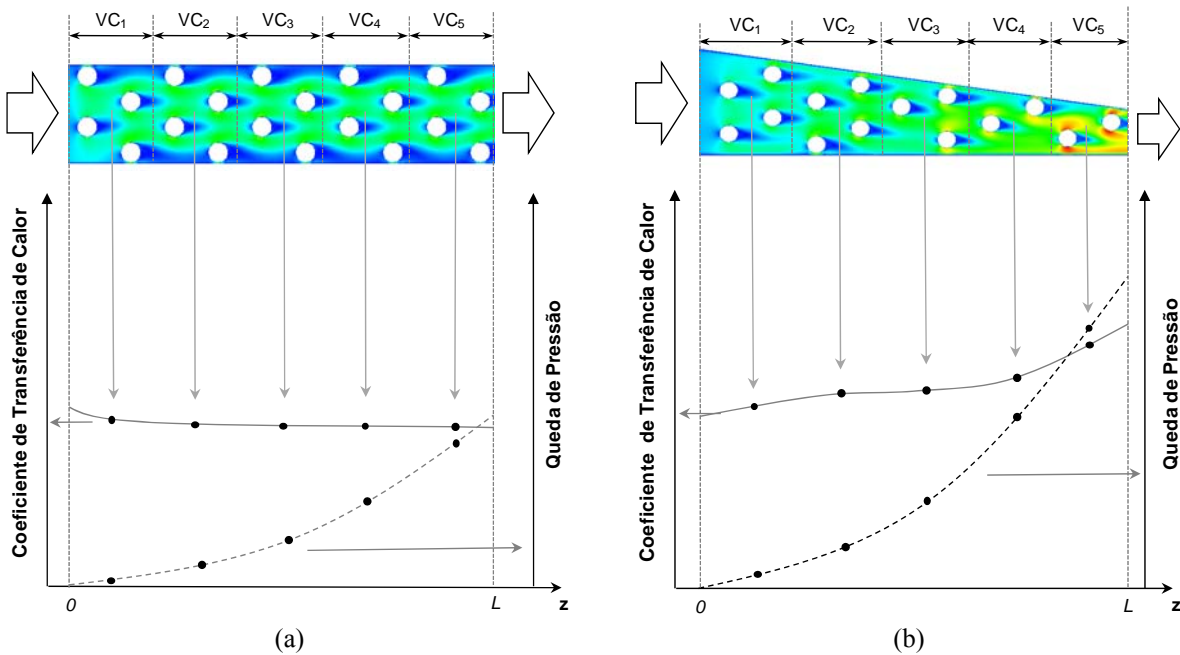 VC1 VC2 VC3 VC4 VC5
Coeficiente de Transferência de Calor
Queda de Pressão
0 L z
(a)
VC1 VC2 VC3 VC4 VC5
Coeficiente de Transferência de Calor
Queda de Pressão
0 L z
(b)